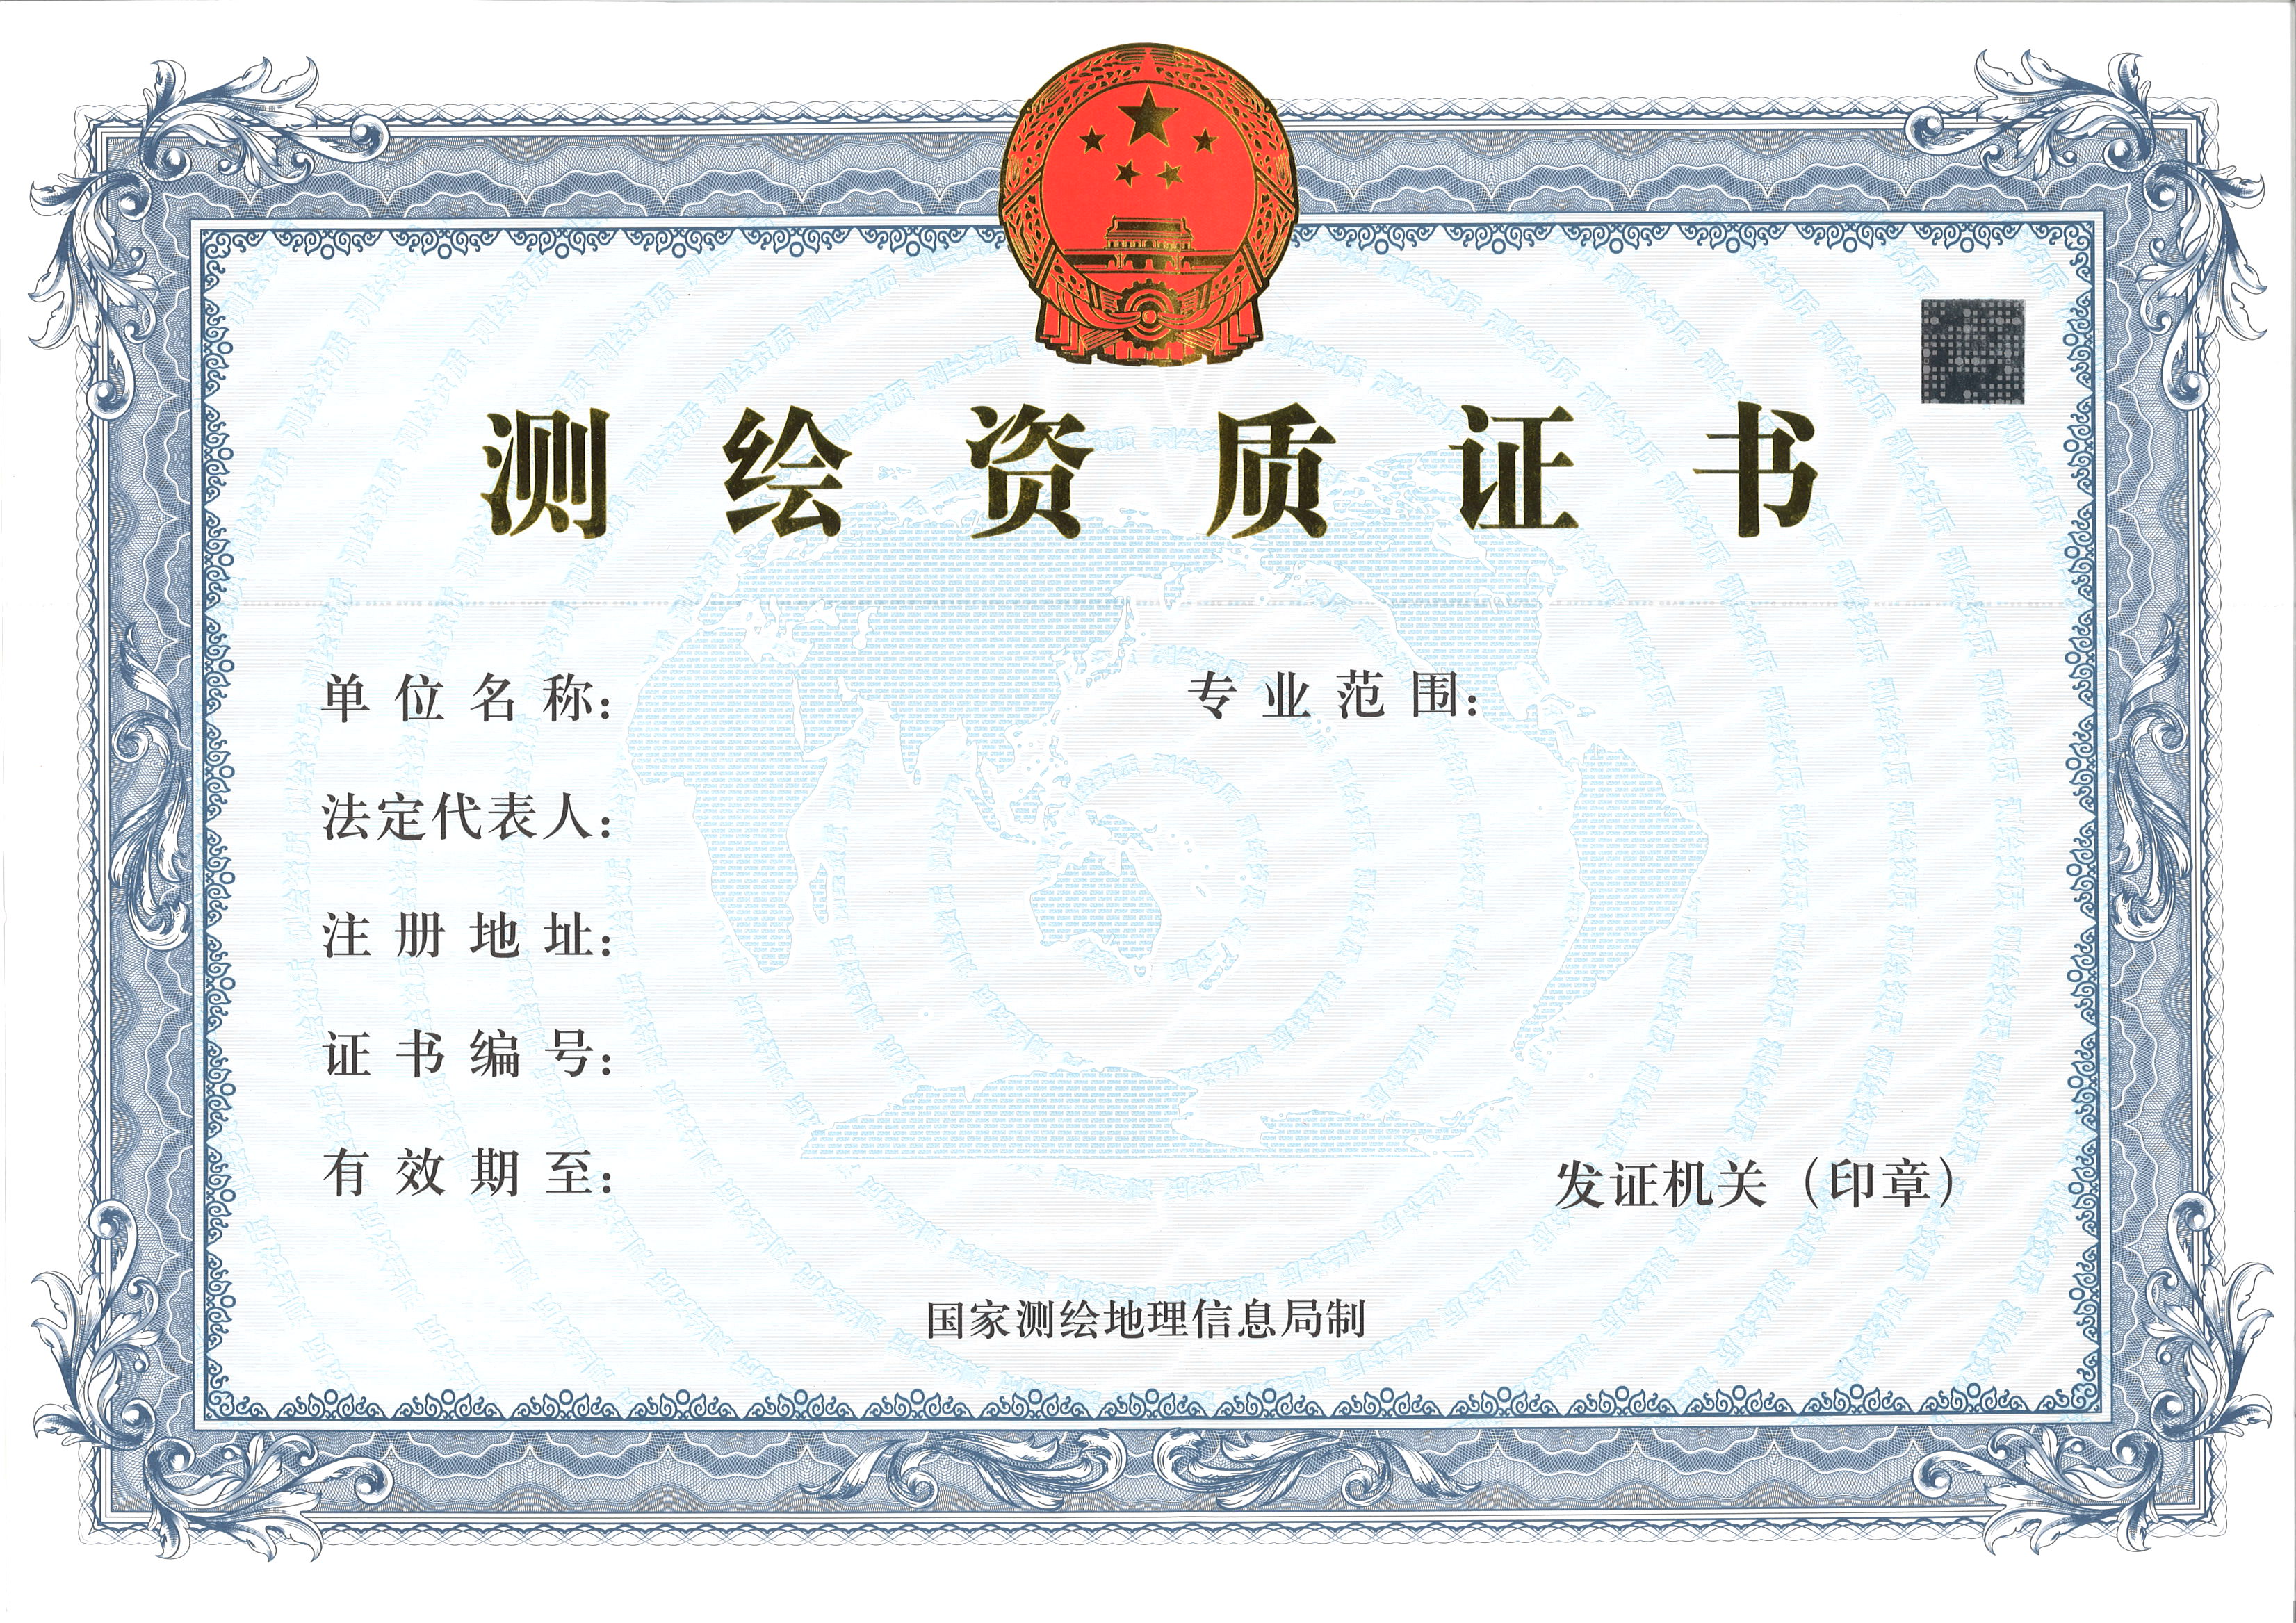 测绘资质证书
单位名称:
专业范围:
法定代表人:
注册地址:
证书编号:
有效期至:
发证机关（印章）
国家测绘地理信息局制